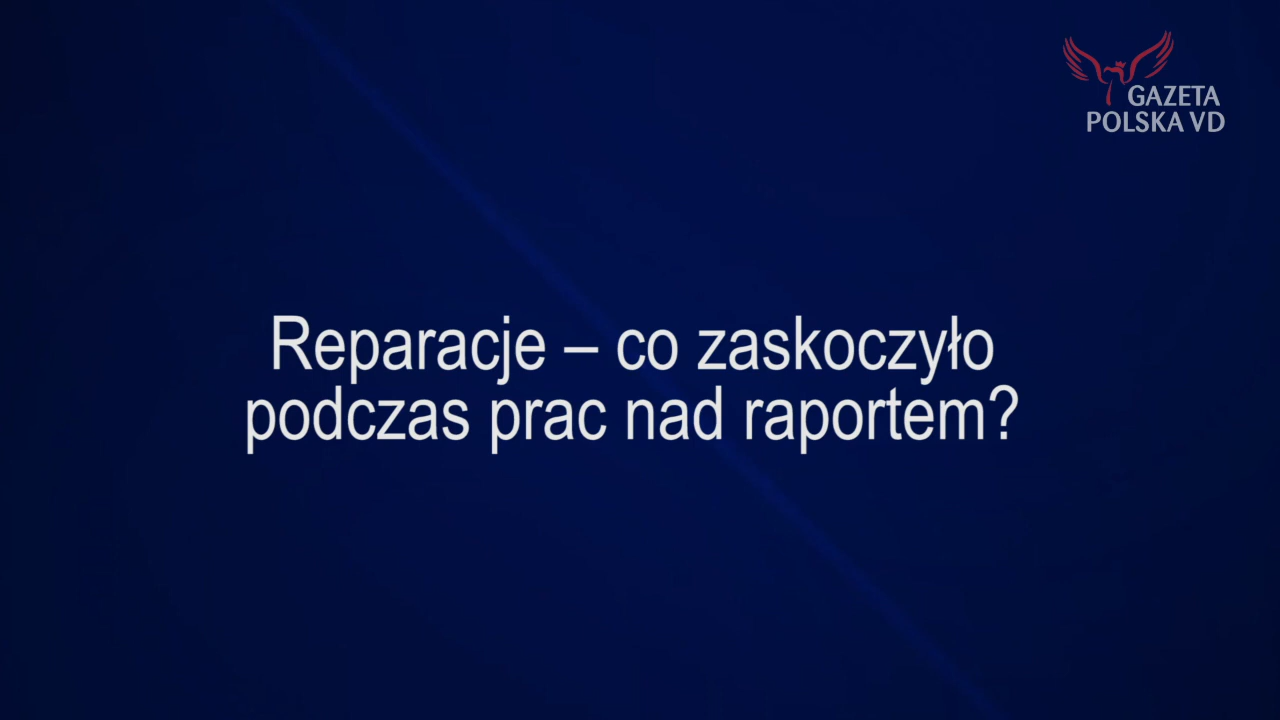 GAZETA
POLSKA VD
Reparacje – co zaskoczyło
podczas prac nad raportem?